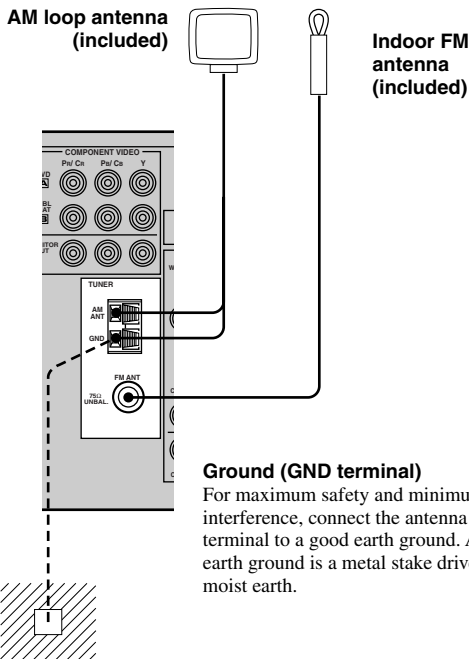 AM loop antenna
(included)
Indoor FM
antenna
(included)
COMPONENT VIDEO
PR/ CR PB/ CB Y
A
B
TUNER
AM
ANT
GND
FM ANT
75Ω
UNBAL.
Ground (GND terminal)
For maximum safety and
interference, connect the antenna
terminal to a good earth ground.
earth ground is a metal stake
moist earth.